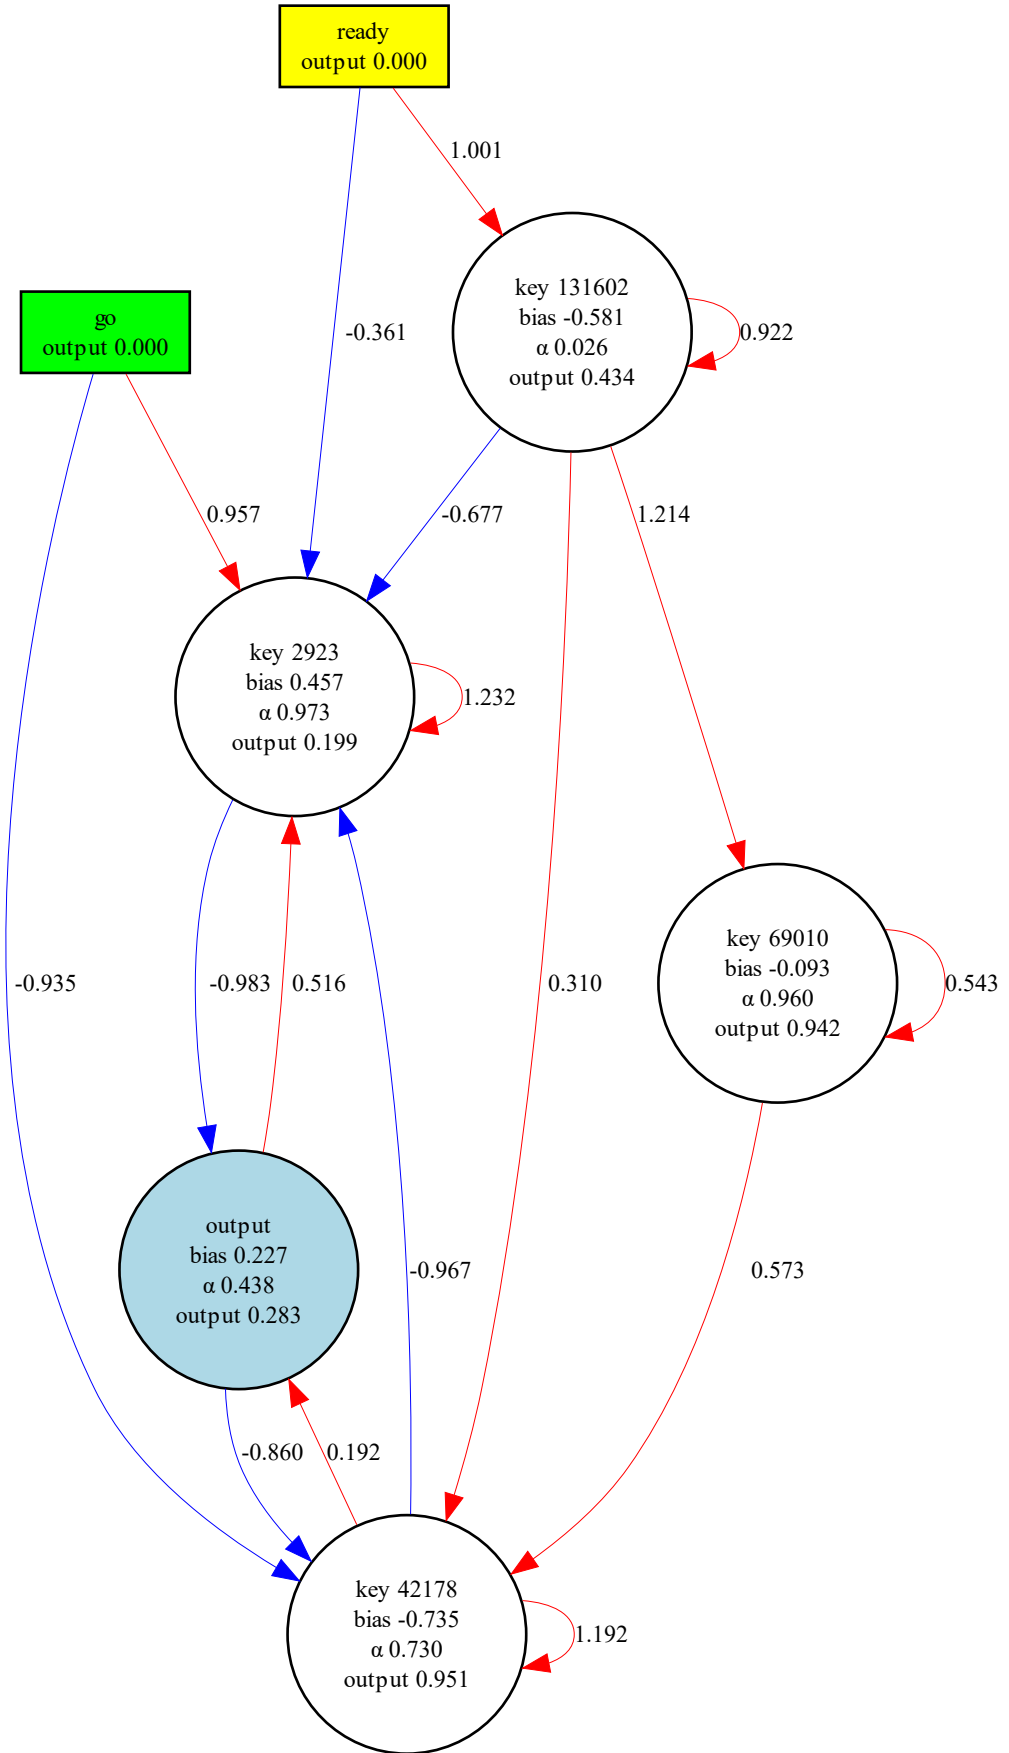 ready
output 0.000
1.001
key 131602
bias -0.581
α 0.026
output 0.434
0.922
go
output 0.000
-0.361
0.957
-0.677
1.214
key 2923
bias 0.457
α 0.973
output 0.199
1.232
key 69010
bias -0.093
α 0.960
output 0.942
0.543
-0.935
-0.983
0.516
0.310
output
bias 0.227
α 0.438
output 0.283
-0.967
0.573
-0.860
0.192
key 42178
bias -0.735
α 0.730
output 0.951
1.192